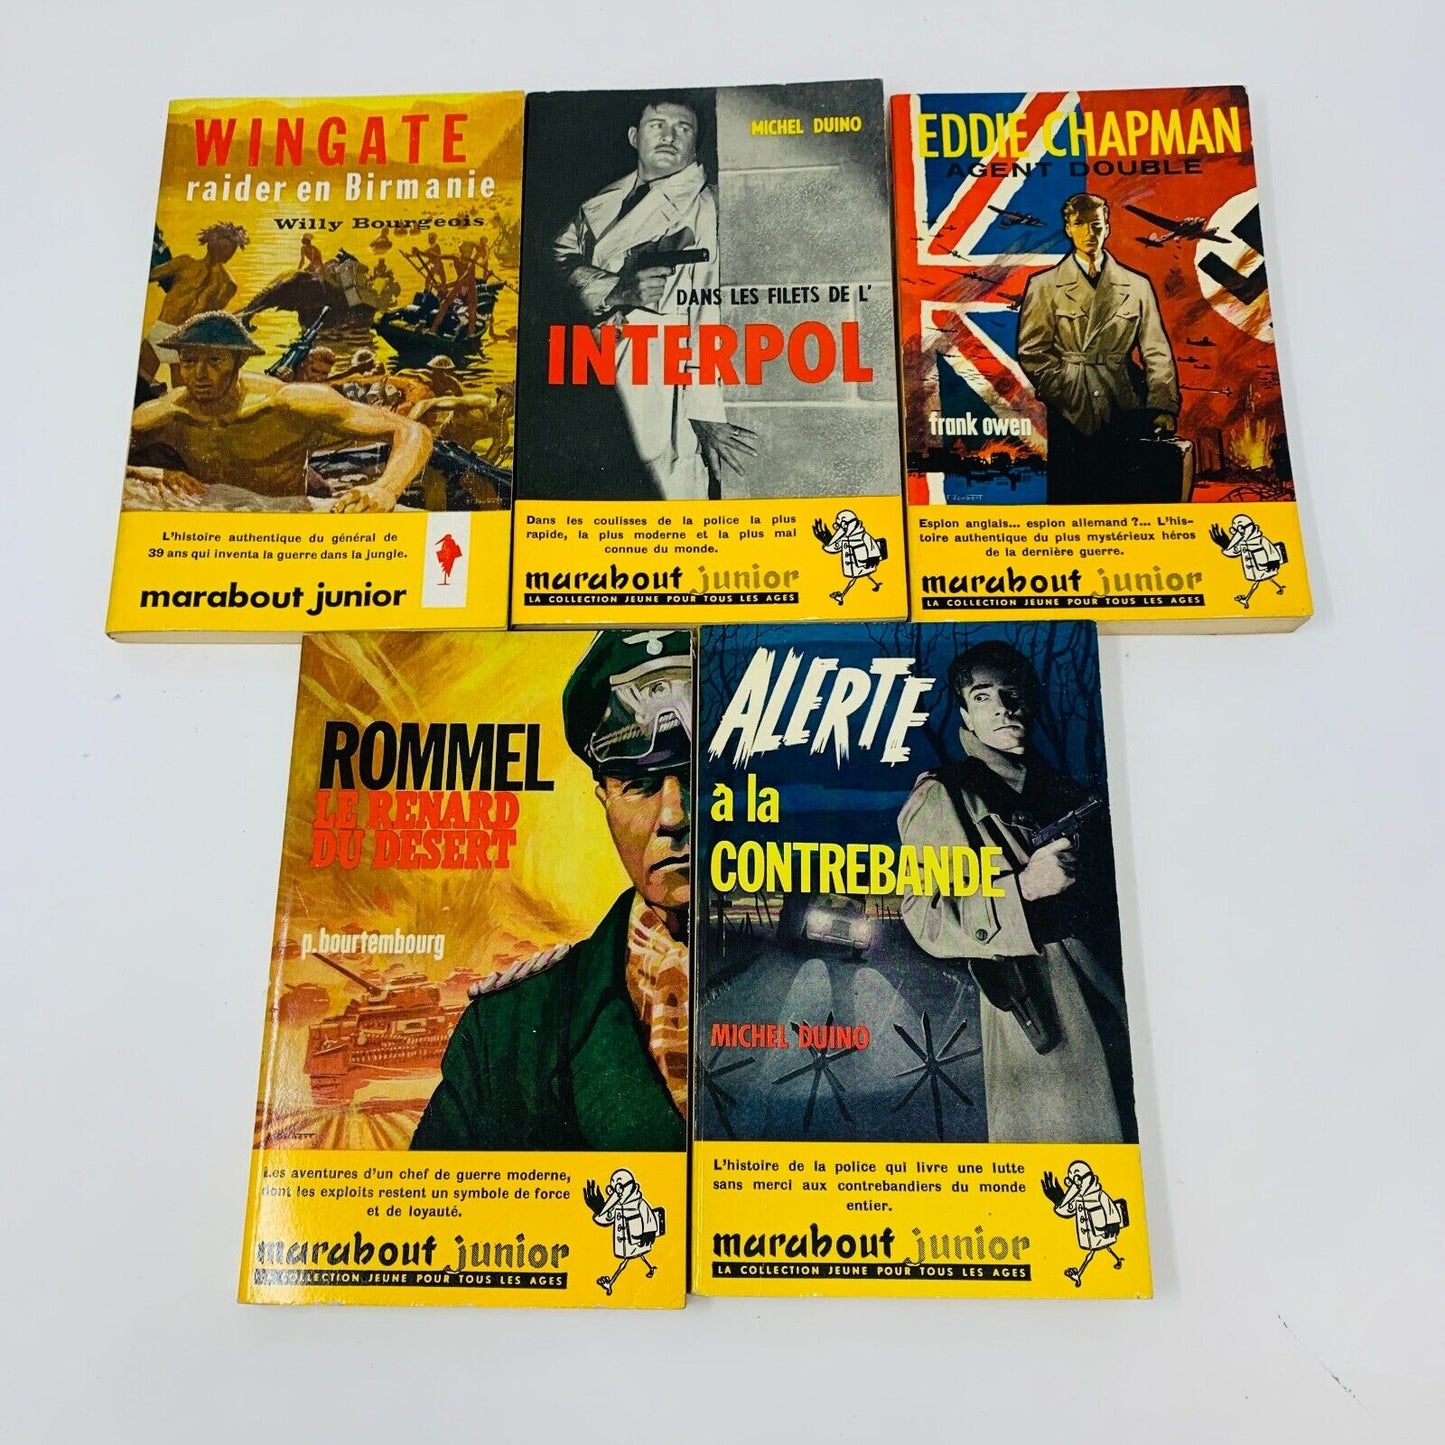 WINGATE
raider en Birmanie
Willy Bourgeois
P. Joubert
L'histoire authentique du général de
39 ans qui inventa la guerre dans la jungle.
marabout junior
MICHEL DUINO
DANS LES FILETS DE L'
INTERPOL
Dans les coulisses de la police la plus
rapide, la plus moderne et la plus mal
connue du monde.
marabout junior
LA COLLECTION JEUNE POUR TOUS LES AGES
EDDIE CHAPMAN
AGENT DOUBLE
frank owen
P. JOUBERT
Espion anglais... espion allemand ?... L'his-
toire authentique du plus mystérieux héros
de la dernière guerre.
marabout junior
LA COLLECTION JEUNE POUR TOUS LES AGES
ROMMEL
LE RENARD
DU DESERT
p. bourtembourg
JOUBERT
Les aventures d'un chef de guerre moderne,
dont les exploits restent un symbole de force
et de loyauté.
marabout junior
LA COLLECTION JEUNE POUR TOUS LES AGES
ALERTE
à la
CONTREBANDE
MICHEL DUINO
L'histoire de la police qui livre une lutte
sans merci aux contrebandiers du monde
entier.
marabout junior
LA COLLECTION JEUNE POUR TOUS LES AGES